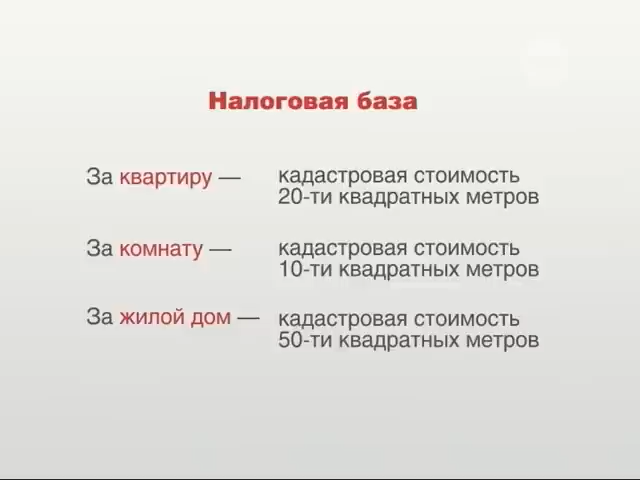 Налоговая база
За квартиру — кадастровая стоимость
20-ти квадратных метров
За комнату — кадастровая стоимость
10-ти квадратных метров
За жилой дом — кадастровая стоимость
50-ти квадратных метров